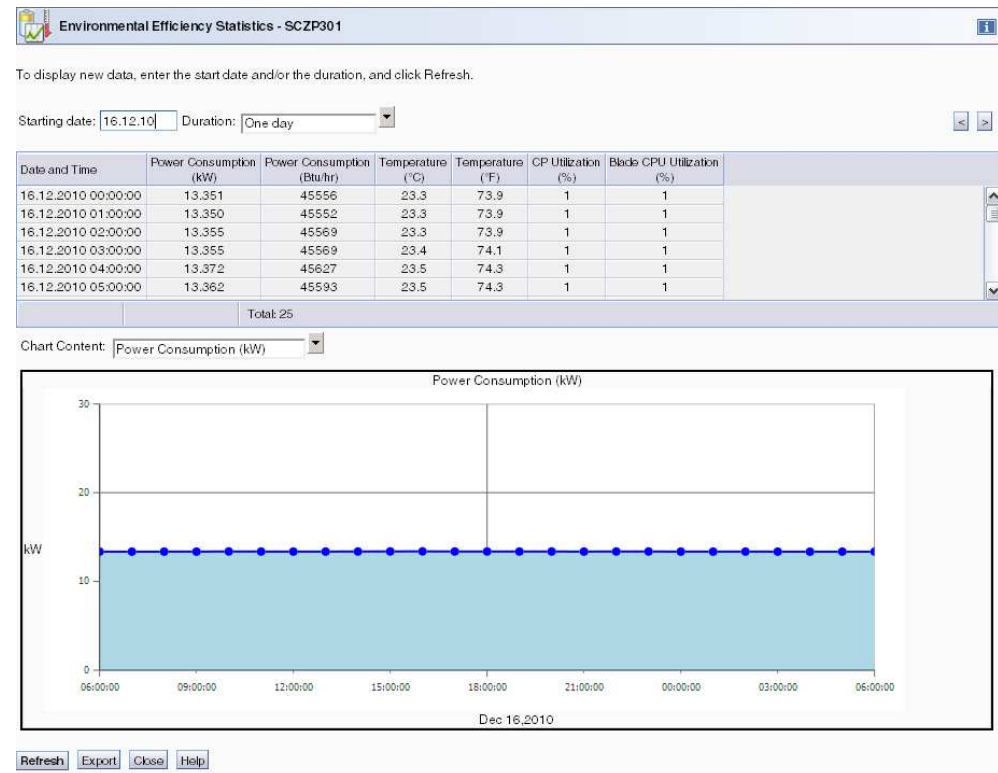 Environmental Efficiency Statistics - SCZP301
i
To display new data, enter the start date and/or the duration, and click Refresh.
Starting date: 16.12.10 Duration: One day
< >
Date and Time Power Consumption (kW) Power Consumption (Btu/hr) Temperature (°C) Temperature (°F) CP Utilization (%) Blade CPU Utilization (%)
16.12.2010 00:00:00 13.351 45556 23.3 73.9 1 1
16.12.2010 01:00:00 13.350 45552 23.3 73.9 1 1
16.12.2010 02:00:00 13.355 45569 23.3 73.9 1 1
16.12.2010 03:00:00 13.355 45569 23.4 74.1 1 1
16.12.2010 04:00:00 13.372 45627 23.5 74.3 1 1
16.12.2010 05:00:00 13.362 45593 23.5 74.3 1 1
Total: 25
Chart Content: Power Consumption (kW)
Power Consumption (kW)
30
20
kW
10
0
06:00:00 09:00:00 12:00:00 15:00:00 18:00:00 21:00:00 00:00:00 03:00:00 06:00:00
Dec 16,2010
Refresh Export Close Help